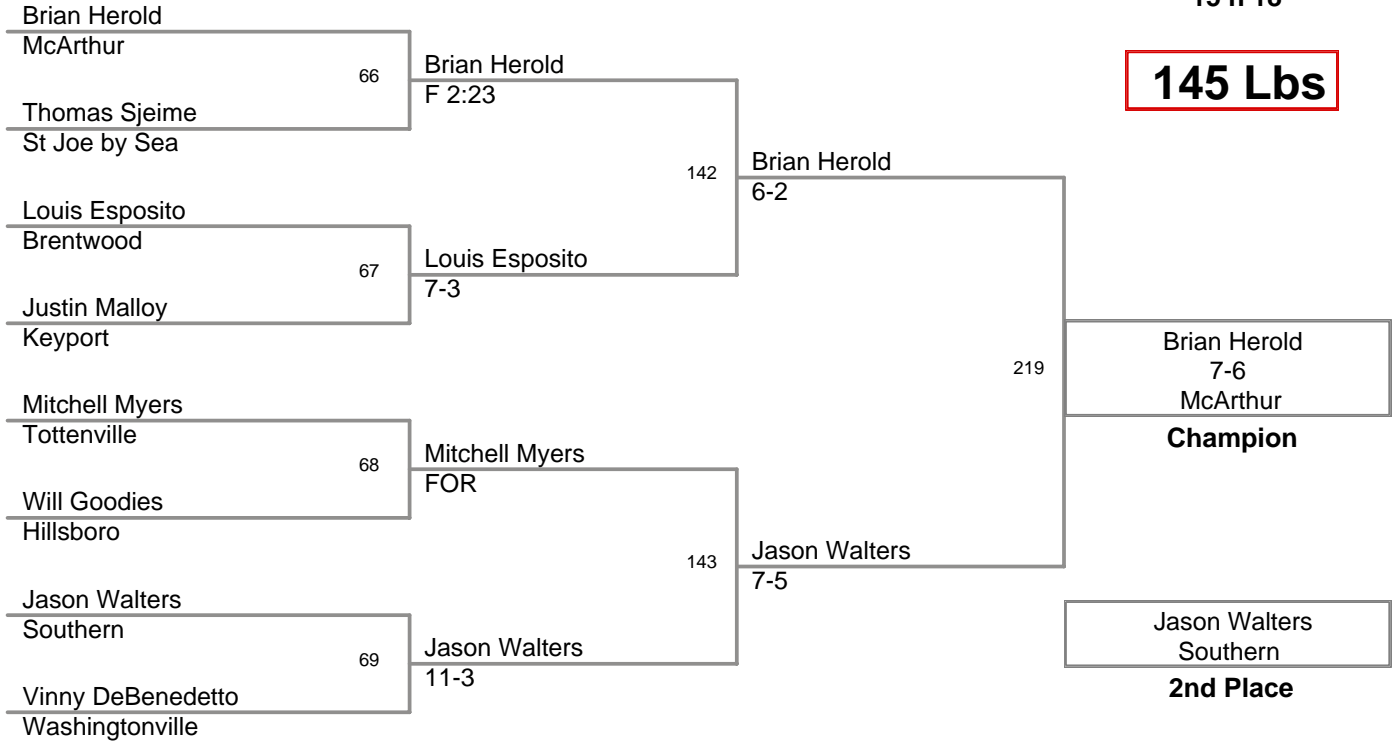 145 Lbs
Brian Herold
McArthur
66
Thomas Sjeime
St Joe by Sea
Brian Herold
F 2:23
142
Louis Esposito
Brentwood
67
Justin Malloy
Keyport
Louis Esposito
7-3
Brian Herold
6-2
219
Mitchell Myers
Tottenville
68
Will Goodies
Hillsboro
Mitchell Myers
FOR
143
Jason Walters
Southern
69
Vinny DeBenedetto
Washingtonville
Jason Walters
11-3
Jason Walters
7-5
Brian Herold
7-6
McArthur
Champion
Jason Walters
Southern
2nd Place